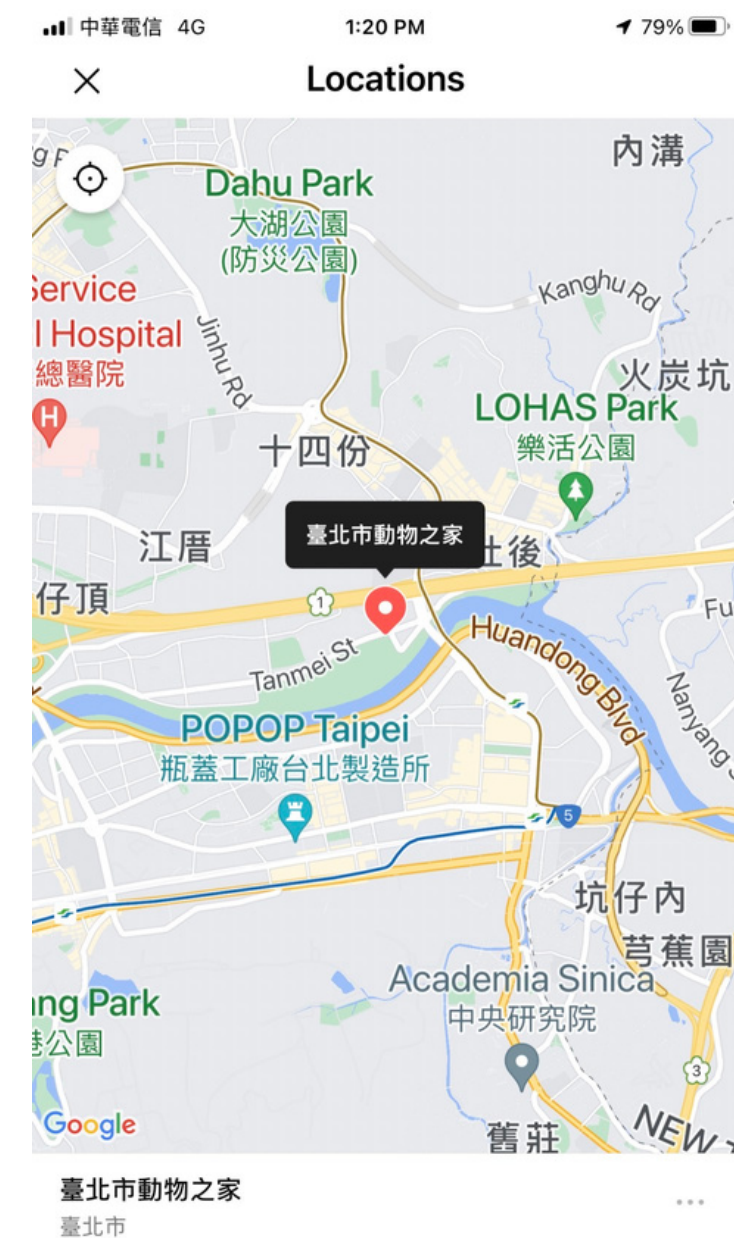 中華電信 4G 1:20 PM 79%
Locations
內溝
Dahu Park
大湖公園
(防災公園)
Service
l Hospital
總醫院
H
Jinhu Rd
Kanghu Rd
火炭坑
LOHAS Park
樂活公園
十四份
臺北市動物之家
江厝
仔頂
1
Tanmei St
Huandong Blvd
Nanyang
POPOP Taipei
瓶蓋工廠台北製造所
5
坑仔內
芎蕉園
Academia Sinica
中央研究院
ang Park
港公園
3
Google
舊莊
NEW
臺北市動物之家
臺北市